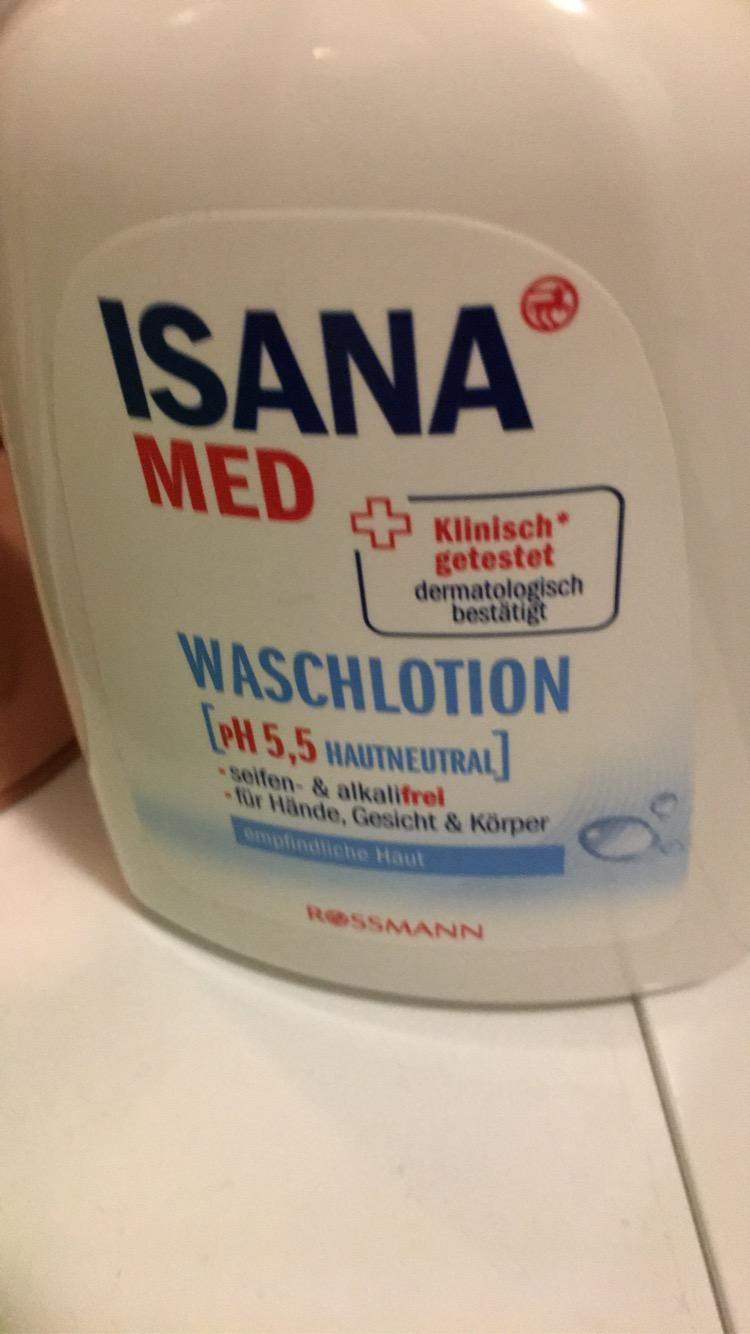 ISANA
MED
Klinisch*
getestet
dermatologisch
bestätigt
WASCHLOTION
[pH 5,5 HAUTNEUTRAL]
- seifen- & alkalifrei
- für Hände, Gesicht & Körper
empfindliche Haut
ROSSMANN